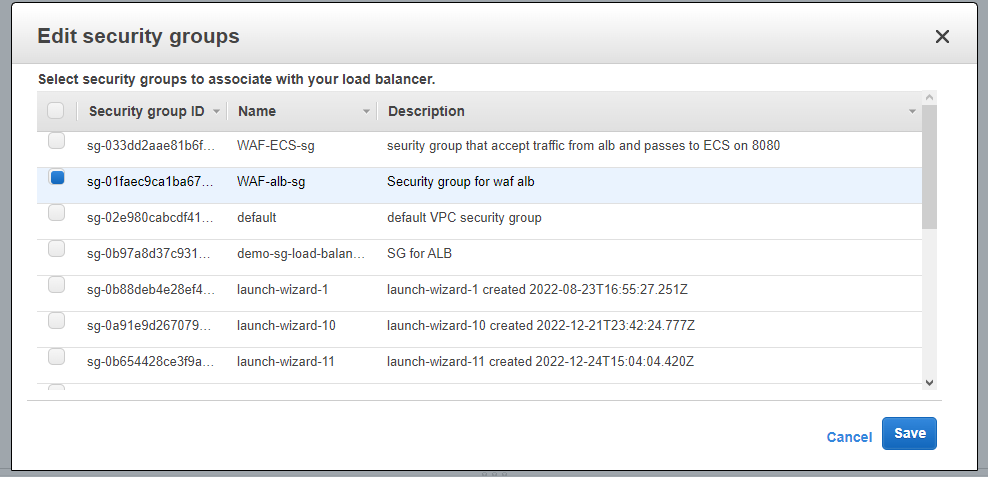 Edit security groups
Select security groups to associate with your load balancer.
Security group ID Name Description
sg-033dd2aae81b6f... WAF-ECS-sg seurity group that accept traffic from alb and passes to ECS on 8080
sg-01faec9ca1ba67... WAF-alb-sg Security group for waf alb
sg-02e980cabcdf41... default default VPC security group
sg-0b97a8d37c931... demo-sg-load-balan... SG for ALB
sg-0b88deb4e28ef4... launch-wizard-1 launch-wizard-1 created 2022-08-23T16:55:27.251Z
sg-0a91e9d267079... launch-wizard-10 launch-wizard-10 created 2022-12-21T23:42:24.777Z
sg-0b654428ce3f9a... launch-wizard-11 launch-wizard-11 created 2022-12-24T15:04:04.420Z
Cancel Save